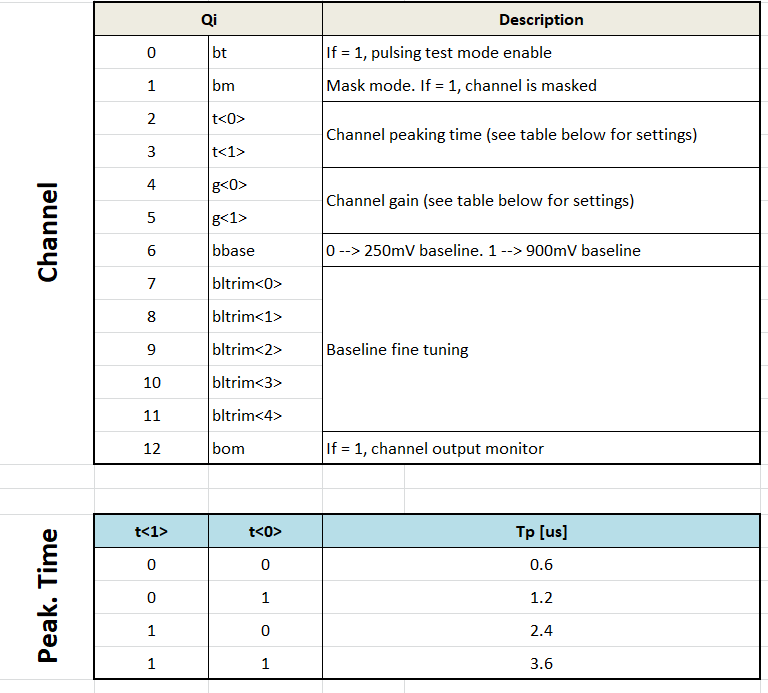 Channel
Qi Description
0 bt If = 1, pulsing test mode enable
1 bm Mask mode. If = 1, channel is masked
2 t<0> Channel peaking time (see table below for settings)
3 t<1>
4 g<0> Channel gain (see table below for settings)
5 g<1>
6 bbase 0 --> 250mV baseline. 1 --> 900mV baseline
7 bltrim<0>
8 bltrim<1>
9 bltrim<2> Baseline fine tuning
10 bltrim<3>
11 bltrim<4>
12 bom If = 1, channel output monitor
Peak. Time
t<1> t<0> Tp [us]
0 0 0.6
0 1 1.2
1 0 2.4
1 1 3.6